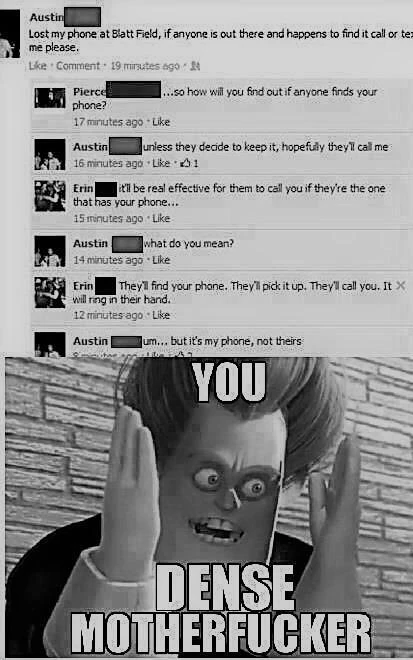 Austin
Lost my phone at Blatt Field, if anyone is out there and happens to find it call or te
me please.
Like · Comment · 19 minutes ago ·
Pierce ...so how will you find out if anyone finds your
phone?
17 minutes ago · Like
Austin unless they decide to keep it, hopefully they'll call me
16 minutes ago · Like · 1
Erin it'll be real effective for them to call you if they're the one
that has your phone...
15 minutes ago · Like
Austin what do you mean?
14 minutes ago · Like
Erin They'll find your phone. They'll pick it up. They'll call you. It
will ring in their hand.
12 minutes ago · Like
Austin um... but it's my phone, not theirs
8 minutes ago · Like · 2
YOU
DENSE
MOTHERFUCKER